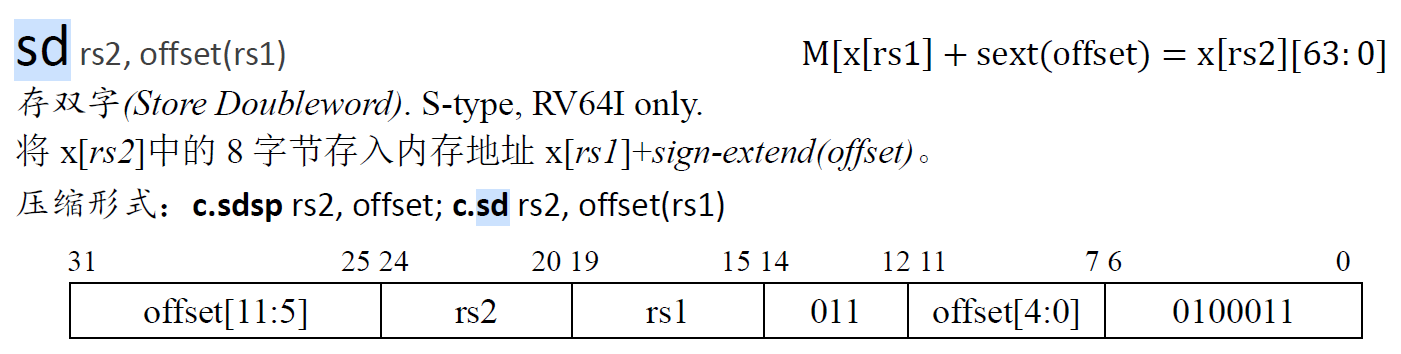 sd rs2, offset(rs1) M[x[rs1] + sext(offset) = x[rs2][63: 0]
存双字(Store Doubleword). S-type, RV64I only.
将 x[rs2]中的 8 字节存入内存地址 x[rs1]+sign-extend(offset)。
压缩形式：c.sdsp rs2, offset; c.sd rs2, offset(rs1)
31 25 24 20 19 15 14 12 11 7 6 0
offset[11:5] rs2 rs1 011 offset[4:0] 0100011